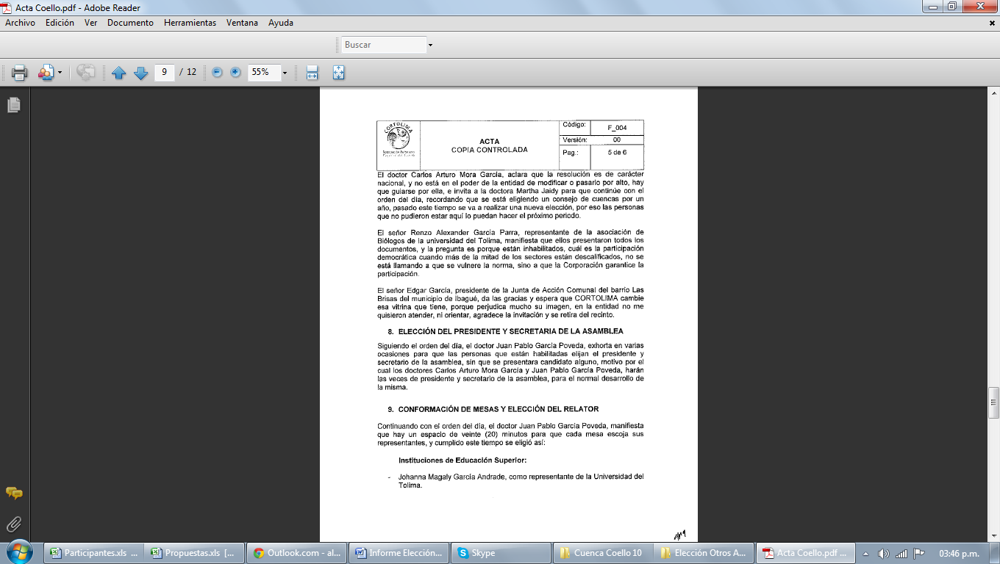 Acta Coello.pdf - Adobe Reader
Archivo Edición Ver Documento Herramientas Ventana Ayuda
Buscar
9 / 12 55%
CORTOLIMA
ACTA
COPIA CONTROLADA
Código: F_004
Versión: 00
Pag.: 5 de 6
El doctor Carlos Arturo Mora García, aclara que la resolución es de carácter
nacional, y no está en el poder de la entidad de modificar o pasarlo por alto, hay
que guiarse por ella, e invita a la doctora Martha Jaidy para que continúe con el
orden del día, recordando que se está eligiendo un consejo de cuencas por un
año, pasado este tiempo se va a realizar una nueva elección, por eso las personas
que no pudieron estar aquí lo puedan hacer el próximo periodo.
El señor Renzo Alexander García Parra, representante de la asociación de
Biólogos de la universidad del Tolima, manifiesta que ellos presentaron todos los
documentos, y la pregunta es porque están inhabilitados, cuál es la participación
democrática cuando más de la mitad de los sectores están descalificados, no se
está llamando a que se vulnere la norma, sino a que la Corporación garantice la
participación.
El señor Edgar García, presidente de la Junta de Acción Comunal del barrio Las
Brisas del municipio de Ibagué, da las gracias y espera que CORTOLIMA cambie
esa vitrina que tiene, porque perjudica mucho su imagen, en la entidad no me
quisieron atender, ni orientar, agradece la invitación y se retira del recinto.
8. ELECCIÓN DEL PRESIDENTE Y SECRETARIA DE LA ASAMBLEA
Siguiendo el orden del día, el doctor Juan Pablo García Poveda, exhorta en varias
ocasiones para que las personas que están habilitadas elijan el presidente y
secretario de la asamblea, sin que se presentara candidato alguno, motivo por el
cual los doctores Carlos Arturo Mora García y Juan Pablo García Poveda, harán
las veces de presidente y secretario de la asamblea, para el normal desarrollo de
la misma.
9. CONFORMACIÓN DE MESAS Y ELECCIÓN DEL RELATOR
Continuando con el orden del día, el doctor Juan Pablo García Poveda, manifiesta
que hay un espacio de veinte (20) minutos para que cada mesa escoja sus
representantes, y cumplido este tiempo se eligió así:
Instituciones de Educación Superior:
- Johanna Magaly García Andrade, como representante de la Universidad del
Tolima.
Participantes.xls ... Propuestas.xls [... Outlook.com - al... Informe Elección... Skype Cuenca Coello 10 Elección Otros A... Acta Coello.pdf ... 03:46 p.m.